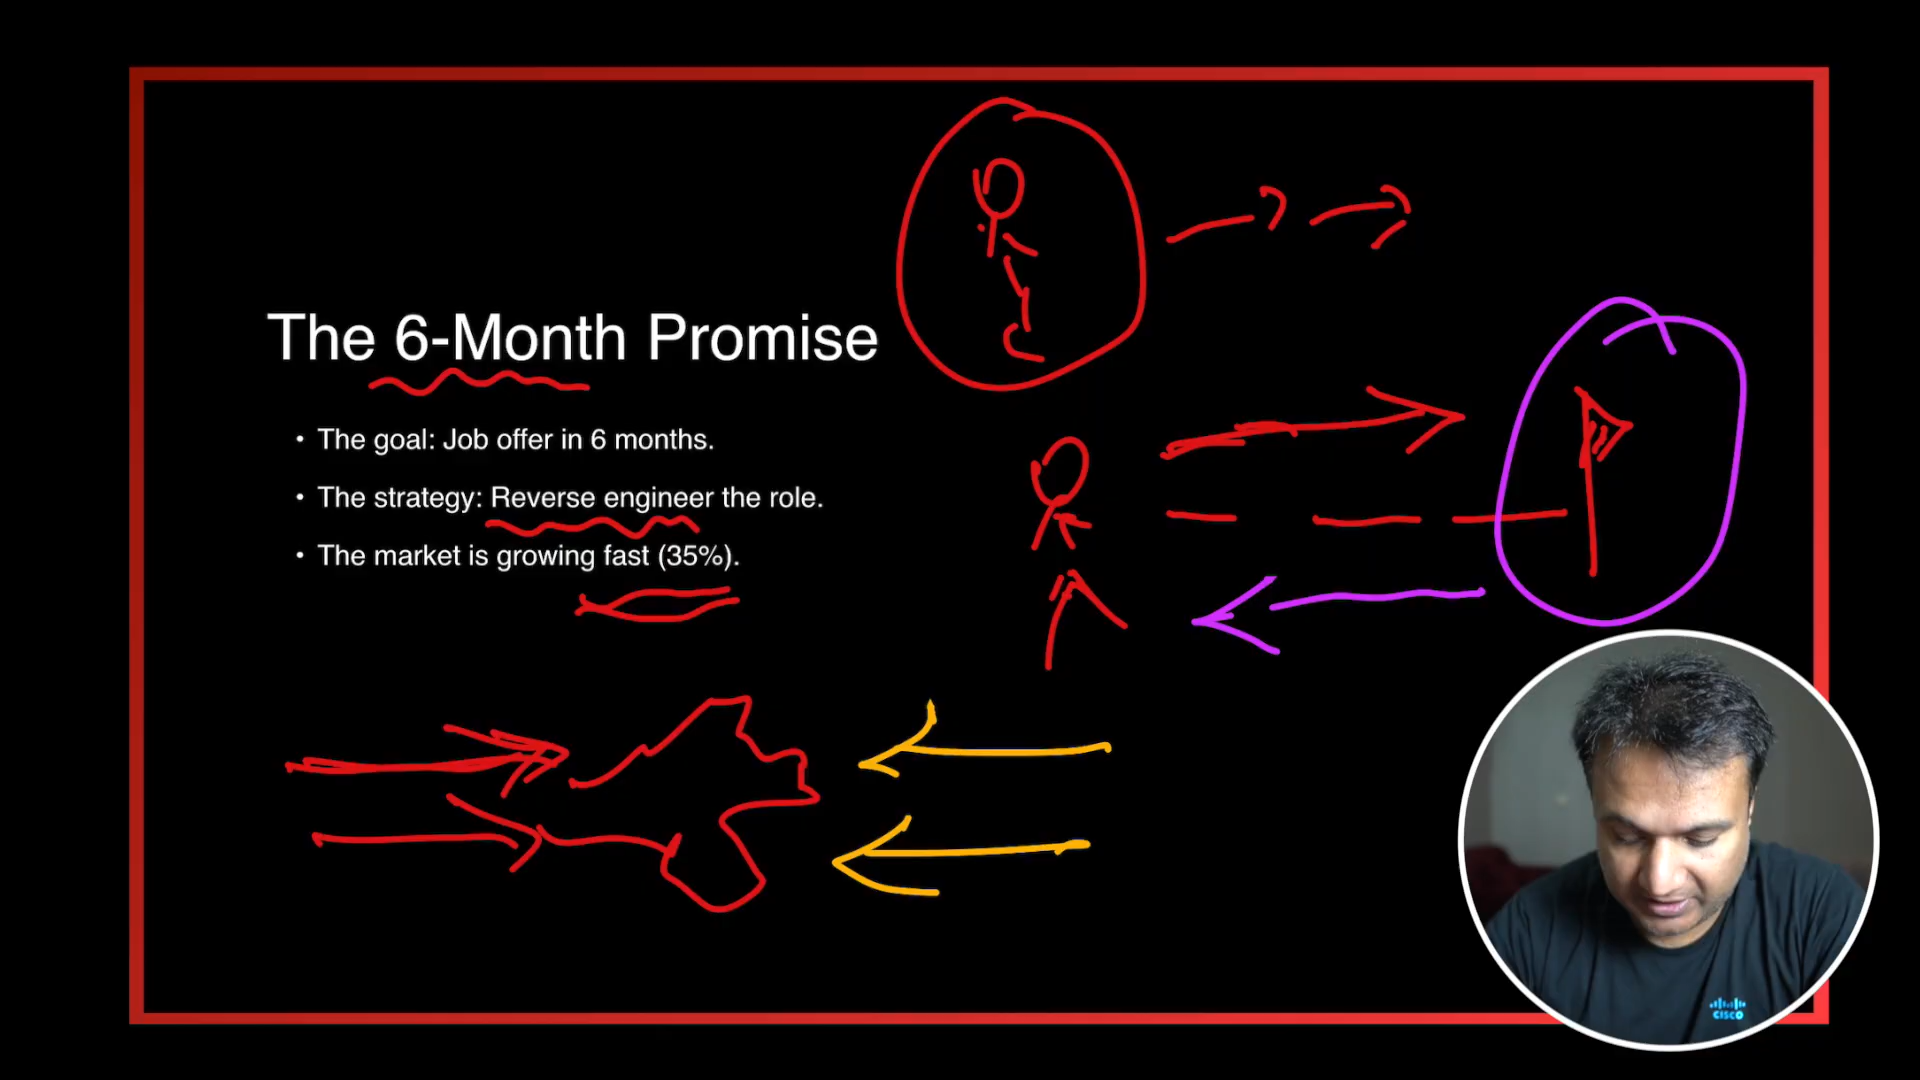 The 6-Month Promise
• The goal: Job offer in 6 months.
• The strategy: Reverse engineer the role.
• The market is growing fast (35%).
CISCO